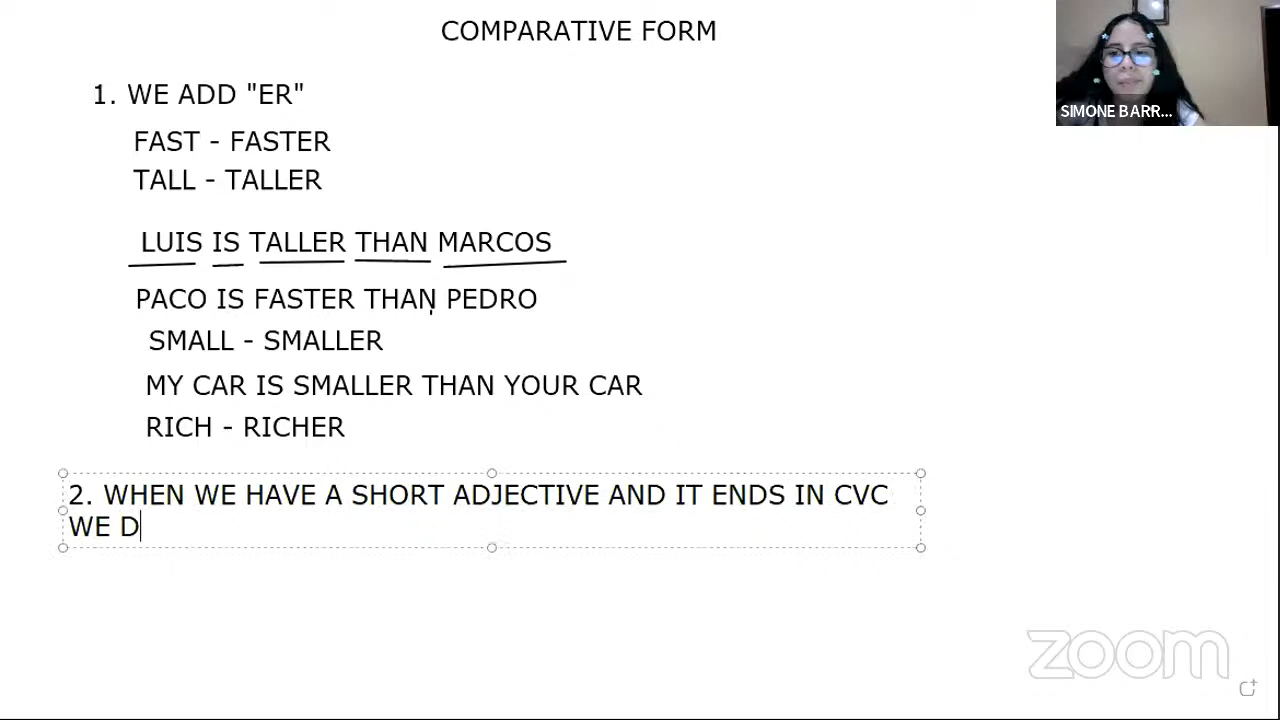 COMPARATIVE FORM
1. WE ADD "ER"
FAST - FASTER
TALL - TALLER
LUIS IS TALLER THAN MARCOS
PACO IS FASTER THAN PEDRO
SMALL - SMALLER
MY CAR IS SMALLER THAN YOUR CAR
RICH - RICHER
2. WHEN WE HAVE A SHORT ADJECTIVE AND IT ENDS IN CVC
WE D
SIMONE BARR...
zoom